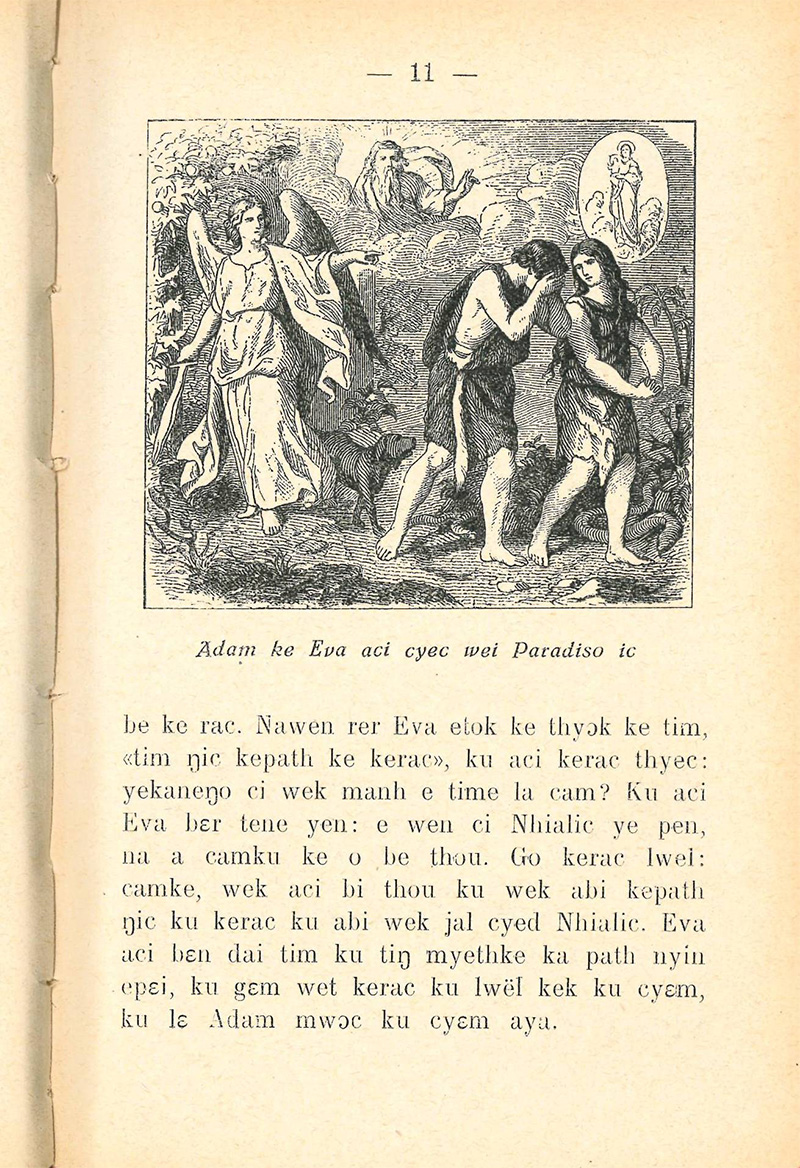 — 11 —
Adam ke Eva aci cyec wei Paradiso ic
be ke rac. Nawen rer Eva etok ke thyɔk ke tim,
«tim ŋic kepath ke kerac», ku aci kerac thyec:
yekaneŋo ci wek manh e time la cam? Ku aci
Eva bɛr tene yen: e wen ci Nhialic ye pen,
na a camku ke o be thou. Go kerac lwel:
camke, wek aci bi thou ku wek abi kepath
ŋic ku kerac ku abi wek jal cyed Nhialic. Eva
aci bɛn dai tim ku tiŋ myethke ka path nyin
epɛi, ku gɛm wet kerac ku lwël kek ku cyɛm,
ku lɛ Adam mwɔc ku cyɛm aya.